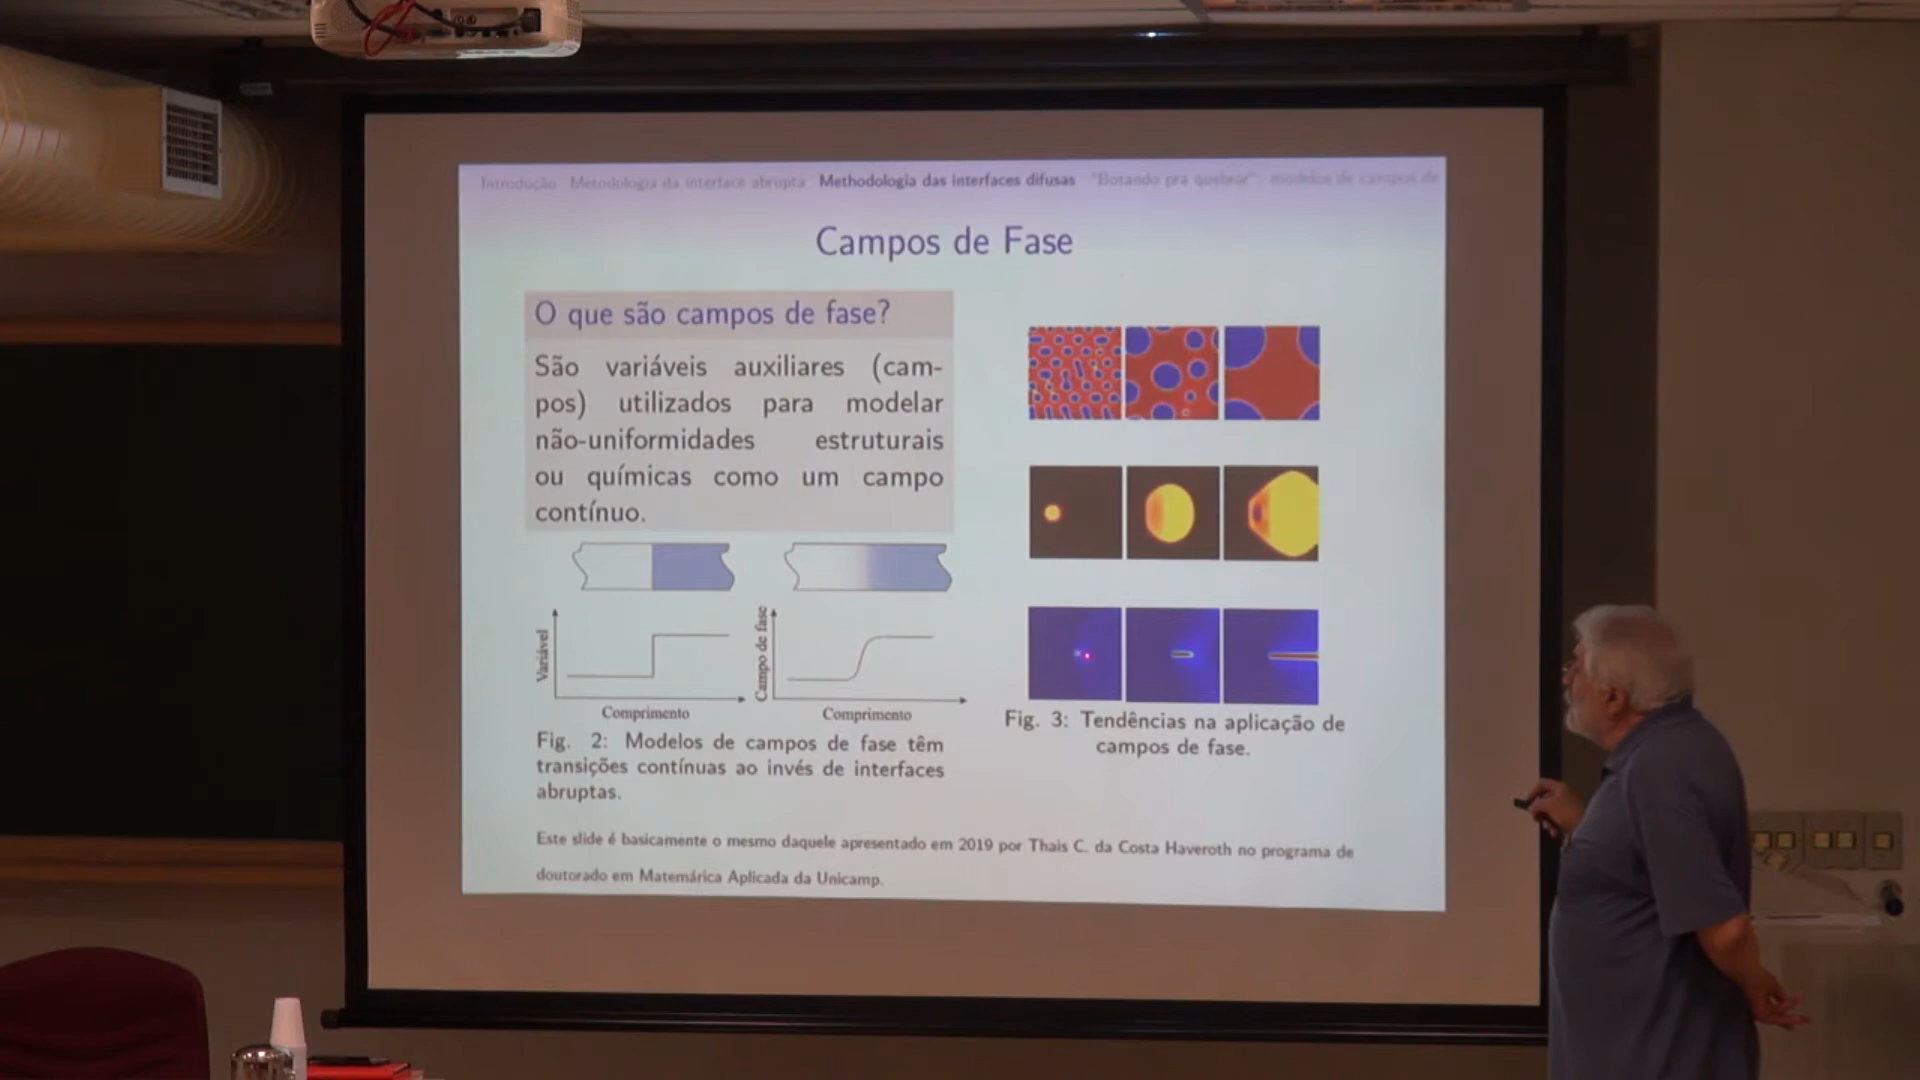 Introdução Metodologia da interface abrupta Methodologia das interfaces difusas "Botando pra quebrar": modelos de campos de
Campos de Fase
O que são campos de fase?
São variáveis auxiliares (cam-
pos) utilizados para modelar
não-uniformidades estruturais
ou químicas como um campo
contínuo.
Variável
Comprimento
Campo de fase
Comprimento
Fig. 2: Modelos de campos de fase têm
transições contínuas ao invés de interfaces
abruptas.
Fig. 3: Tendências na aplicação de
campos de fase.
Este slide é basicamente o mesmo daquele apresentado em 2019 por Thais C. da Costa Haveroth no programa de
doutorado em Matemárica Aplicada da Unicamp.